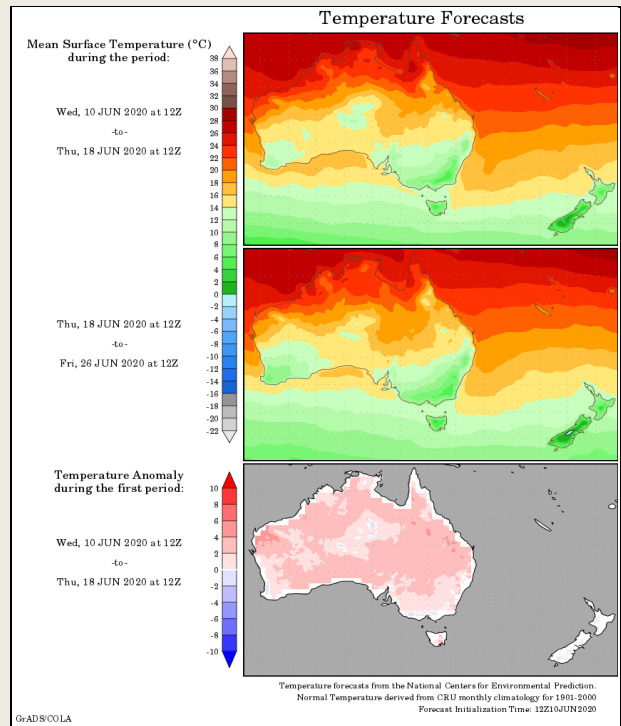 Temperature Forecasts
Mean Surface Temperature (°C)
during the period:
Wed, 10 JUN 2020 at 12Z
-to-
Thu, 18 JUN 2020 at 12Z
38
36
34
32
30
28
26
24
22
20
18
16
14
12
10
8
6
4
2
0
-2
-4
-6
-8
-10
-12
-14
-16
-18
-20
-22
Thu, 18 JUN 2020 at 12Z
-to-
Fri, 26 JUN 2020 at 12Z
Temperature Anomaly
during the first period:
Wed, 10 JUN 2020 at 12Z
-to-
Thu, 18 JUN 2020 at 12Z
10
8
6
4
2
0
-2
-4
-6
-8
-10
Temperature forecasts from the National Centers for Environmental Prediction.
Normal Temperature derived from CRU monthly climatology for 1901-2000
Forecast Initialization Time: 12Z10JUN2020
GrADS/COLA